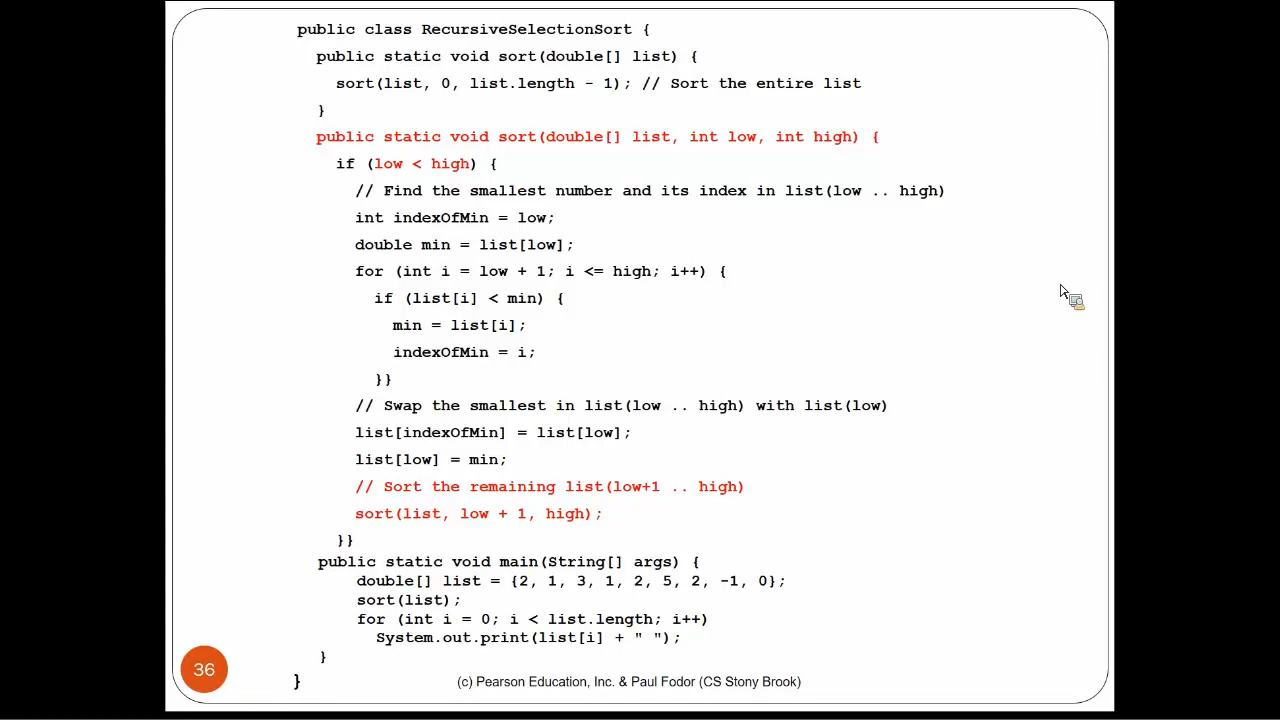 public class RecursiveSelectionSort {
public static void sort(double[] list) {
sort(list, 0, list.length - 1); // Sort the entire list
}
public static void sort(double[] list, int low, int high) {
if (low < high) {
// Find the smallest number and its index in list(low .. high)
int indexOfMin = low;
double min = list[low];
for (int i = low + 1; i <= high; i++) {
if (list[i] < min) {
min = list[i];
indexOfMin = i;
}}
// Swap the smallest in list(low .. high) with list(low)
list[indexOfMin] = list[low];
list[low] = min;
// Sort the remaining list(low+1 .. high)
sort(list, low + 1, high);
}}
public static void main(String[] args) {
double[] list = {2, 1, 3, 1, 2, 5, 2, -1, 0};
sort(list);
for (int i = 0; i < list.length; i++)
System.out.print(list[i] + " ");
}
}
36
(c) Pearson Education, Inc. & Paul Fodor (CS Stony Brook)